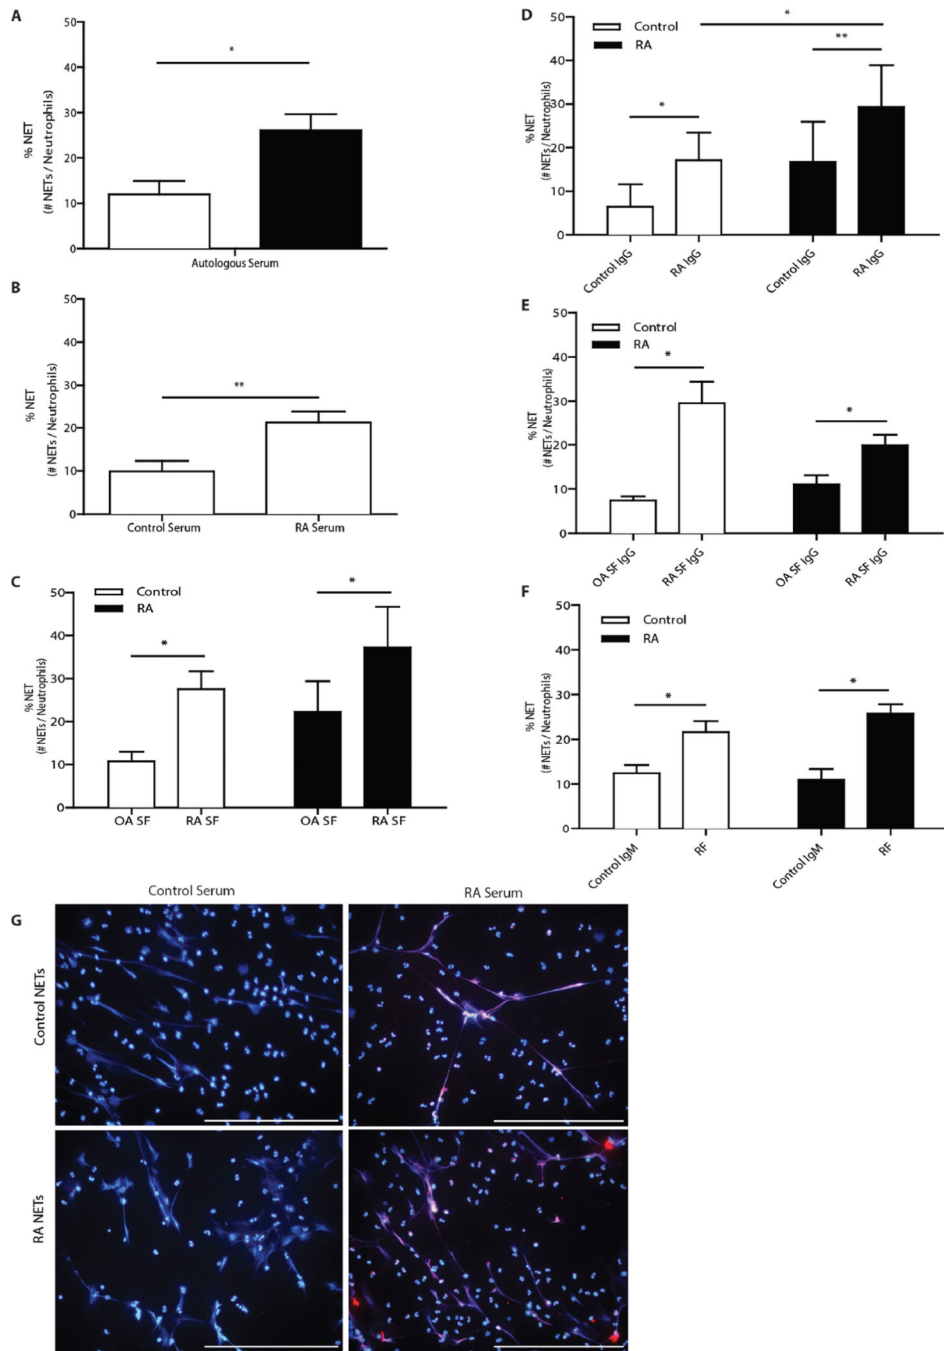 A
50
40
30
20
10
0
% NET
(# NETs / Neutrophils)
*
Autologous Serum
B
50
40
30
20
10
0
% NET
(# NETs / Neutrophils)
**
Control Serum
RA Serum
C
Control
RA
50
40
30
20
10
0
% NET
(# NETs / Neutrophils)
*
*
OA SF
RA SF
OA SF
RA SF
D
Control
RA
50
40
30
20
10
0
% NET
(# NETs / Neutrophils)
*
*
**
Control IgG
RA IgG
Control IgG
RA IgG
E
Control
RA
50
40
30
20
10
0
% NET
(# NETs / Neutrophils)
*
*
OA SF IgG
RA SF IgG
OA SF IgG
RA SF IgG
F
Control
RA
50
40
30
20
10
0
% NET
(# NETs / Neutrophils)
*
*
Control IgM
RF
Control IgM
RF
G
Control Serum
RA Serum
Control NETs
RA NETs